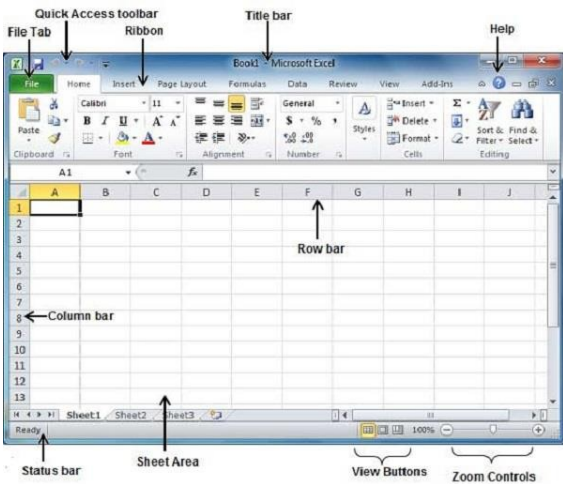 Quick Access toolbar
Title bar
File Tab
Ribbon
Help
Book1 - Microsoft Excel
File Home Insert Page Layout Formulas Data Review View Add-Ins
Calibri 11 General Insert Σ
Paste B I U A A $ % , Styles Delete Sort & Find &
A Format Filter Select
Clipboard Font Alignment Number Cells Editing
A1 fx
A B C D E F G H I J
1
2
3
Row bar
4
5
6
7
8 Column bar
9
10
11
12
13
Sheet1 Sheet2 Sheet3
Ready 100%
Status bar
Sheet Area
View Buttons
Zoom Controls